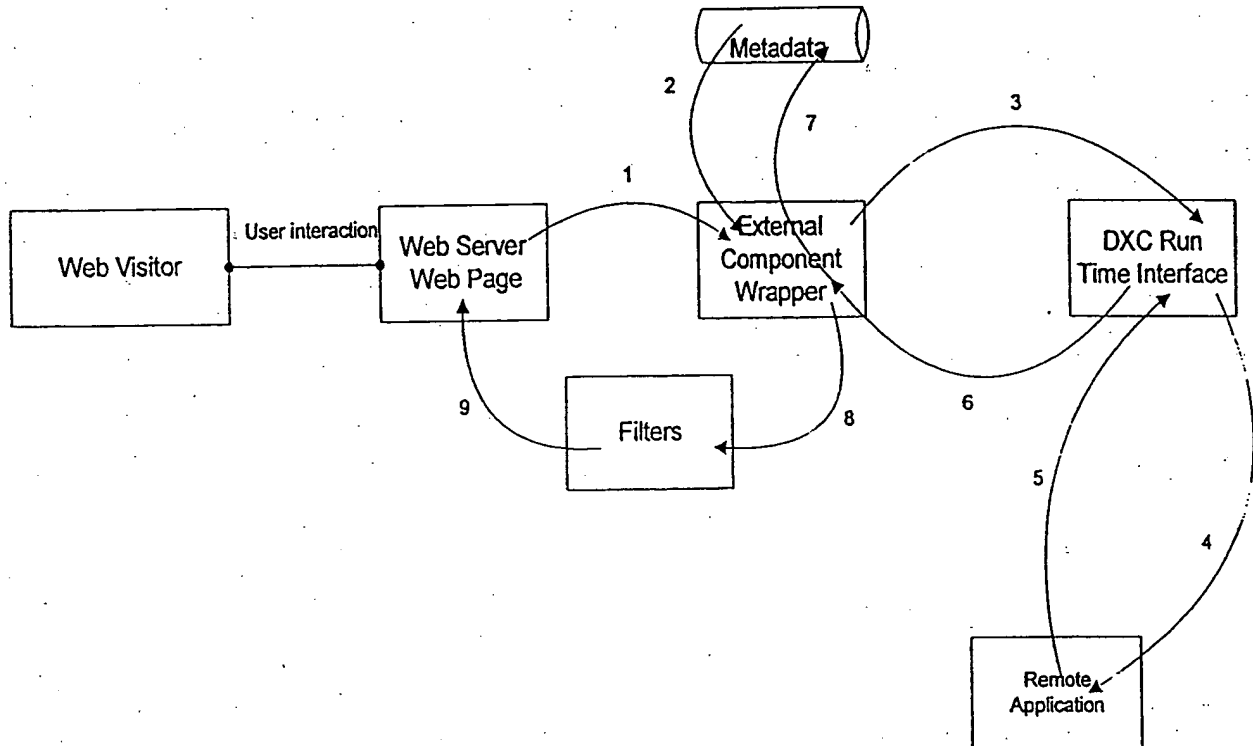 Metadata
2
7
3
1
User interaction
Web Visitor
Web Server
Web Page
External
Component
Wrapper
DXC Run
Time Interface
9
Filters
8
6
5
4
Remote
Application